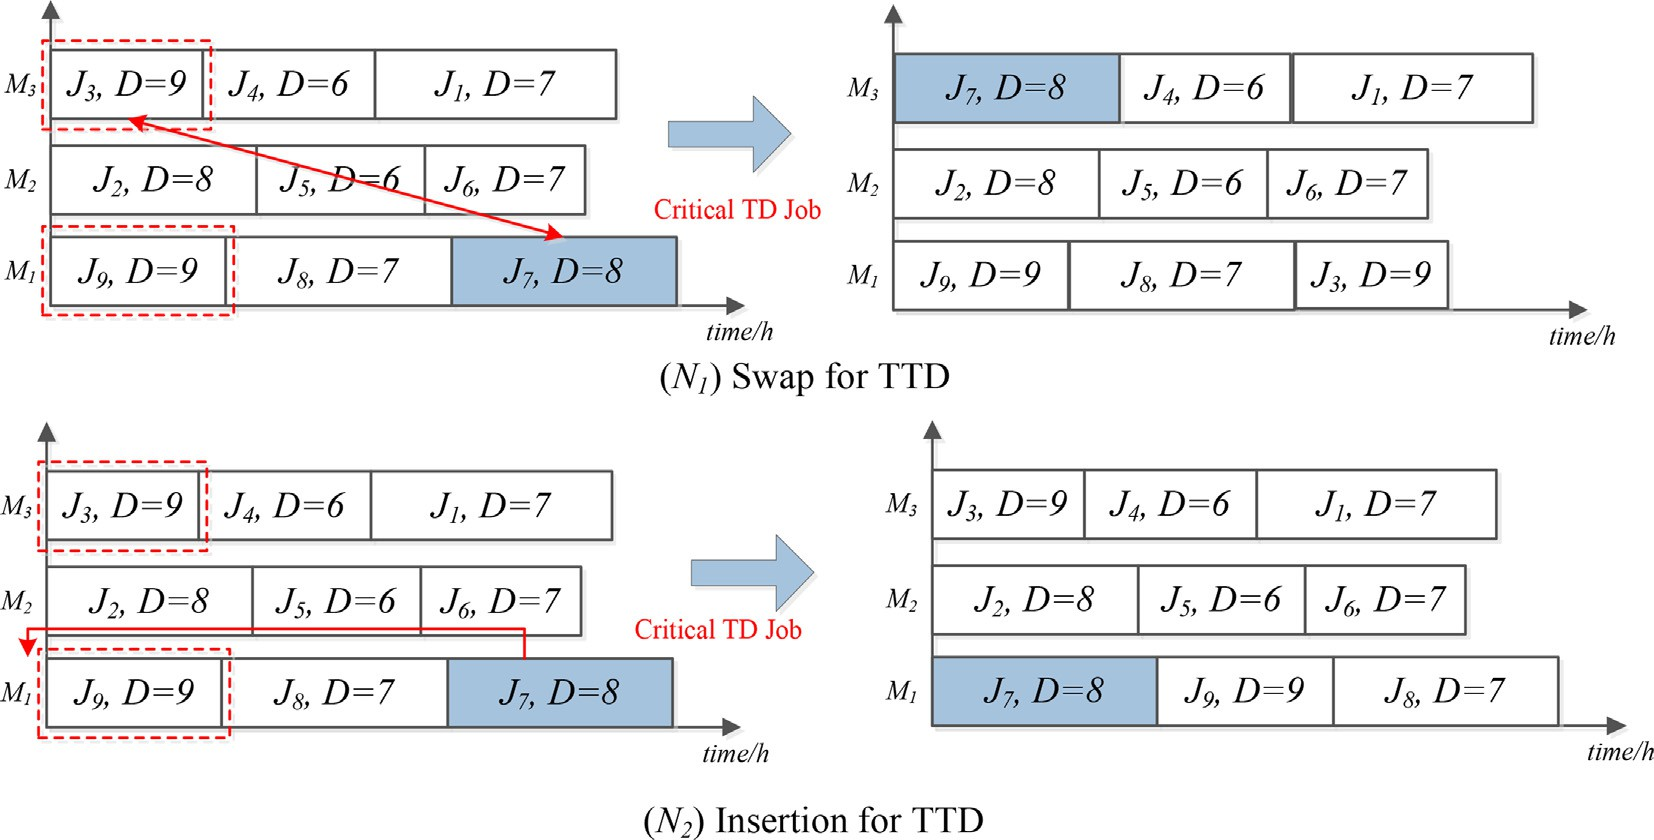 M3 J3, D=9 J4, D=6 J1, D=7
M2 J2, D=8 J5, D=6 J6, D=7
M1 J9, D=9 J8, D=7 J7, D=8
time/h
Critical TD Job
M3 J7, D=8 J4, D=6 J1, D=7
M2 J2, D=8 J5, D=6 J6, D=7
M1 J9, D=9 J8, D=7 J3, D=9
time/h
(N1) Swap for TTD
M3 J3, D=9 J4, D=6 J1, D=7
M2 J2, D=8 J5, D=6 J6, D=7
M1 J9, D=9 J8, D=7 J7, D=8
time/h
Critical TD Job
M3 J3, D=9 J4, D=6 J1, D=7
M2 J2, D=8 J5, D=6 J6, D=7
M1 J7, D=8 J9, D=9 J8, D=7
time/h
(N2) Insertion for TTD